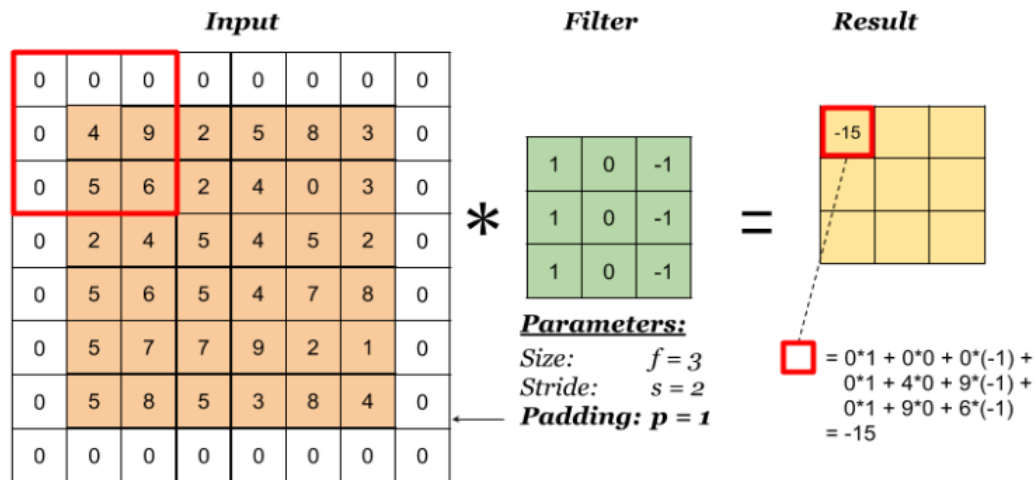 Input Filter Result
0 0 0 0 0 0 0 0
0 4 9 2 5 8 3 0
0 5 6 2 4 0 3 0
0 2 4 5 4 5 2 0
0 5 6 5 4 7 8 0
0 5 7 7 9 2 1 0
0 5 8 5 3 8 4 0
0 0 0 0 0 0 0 0
*
1 0 -1
1 0 -1
1 0 -1
=
-15
Parameters:
Size: f = 3
Stride: s = 2
Padding: p = 1
= 0*1 + 0*0 + 0*(-1) +
0*1 + 4*0 + 9*(-1) +
0*1 + 9*0 + 6*(-1)
= -15